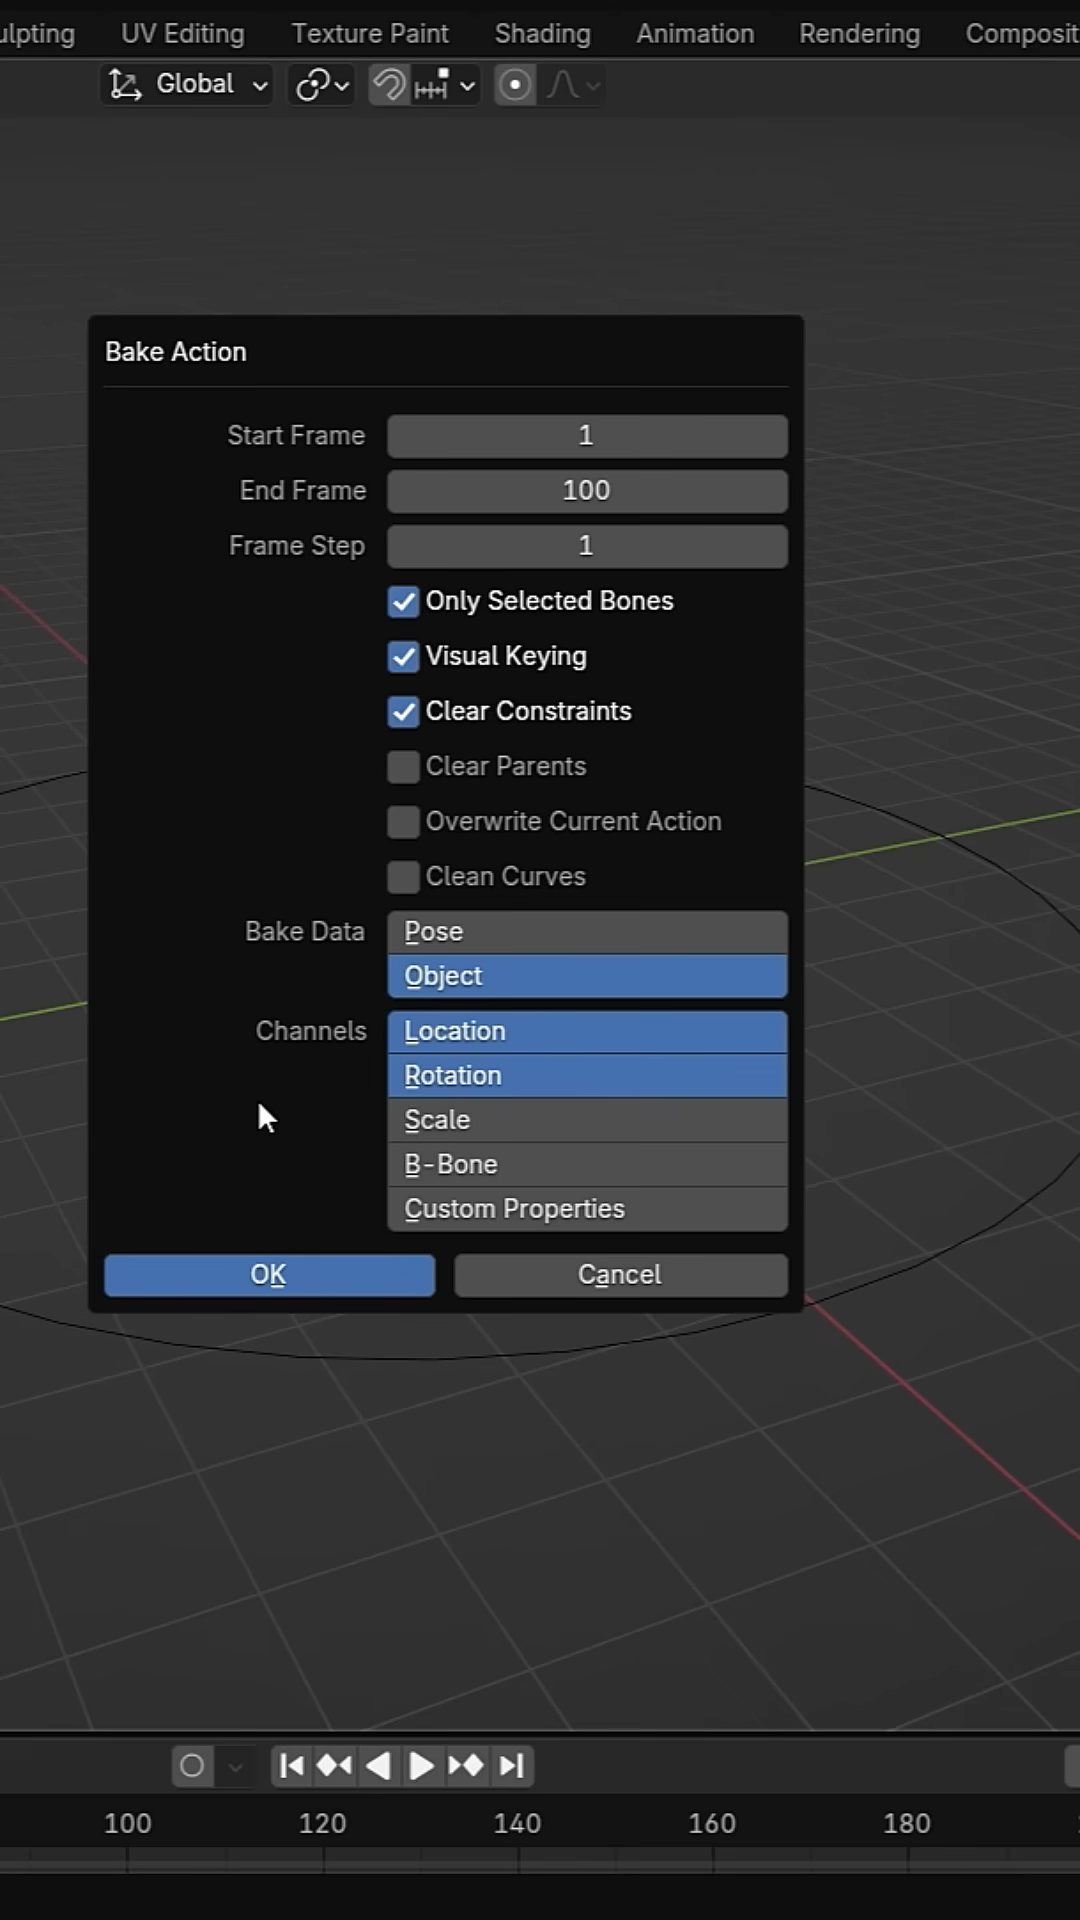 ulpting UV Editing Texture Paint Shading Animation Rendering Composit
Global
Bake Action
Start Frame 1
End Frame 100
Frame Step 1
Only Selected Bones
Visual Keying
Clear Constraints
Clear Parents
Overwrite Current Action
Clean Curves
Bake Data Pose
Object
Channels Location
Rotation
Scale
B-Bone
Custom Properties
OK Cancel
100 120 140 160 180